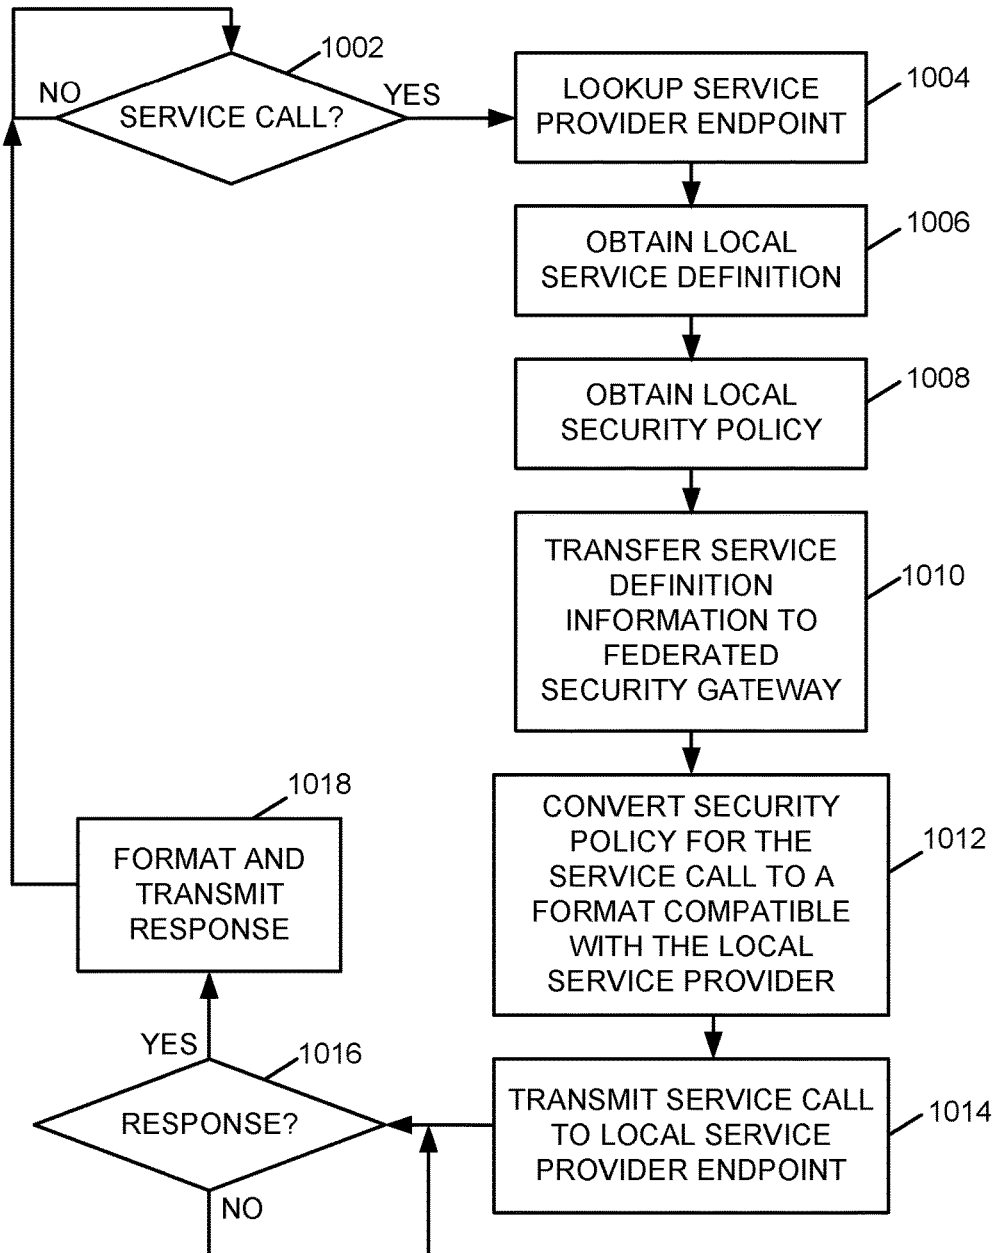 1002
NO
YES
SERVICE CALL?
LOOKUP SERVICE
PROVIDER ENDPOINT
1004
OBTAIN LOCAL
SERVICE DEFINITION
1006
OBTAIN LOCAL
SECURITY POLICY
1008
TRANSFER SERVICE
DEFINITION
INFORMATION TO
FEDERATED
SECURITY GATEWAY
1010
CONVERT SECURITY
POLICY FOR THE
SERVICE CALL TO A
FORMAT COMPATIBLE
WITH THE LOCAL
SERVICE PROVIDER
1012
TRANSMIT SERVICE CALL
TO LOCAL SERVICE
PROVIDER ENDPOINT
1014
RESPONSE?
1016
YES
NO
FORMAT AND
TRANSMIT
RESPONSE
1018